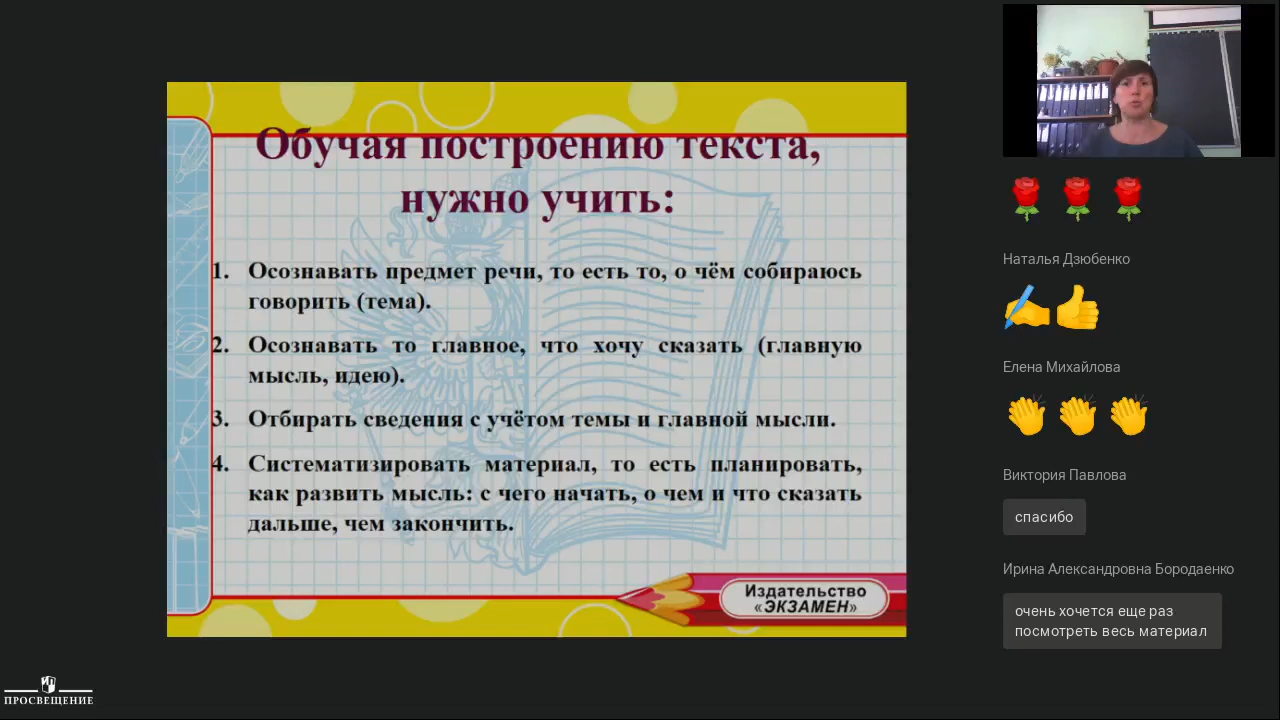 Обучая построению текста,
нужно учить:
1. Осознавать предмет речи, то есть то, о чём собираюсь
говорить (тема).
2. Осознавать то главное, что хочу сказать (главную
мысль, идею).
3. Отбирать сведения с учётом темы и главной мысли.
4. Систематизировать материал, то есть планировать,
как развить мысль: с чего начать, о чем и что сказать
дальше, чем закончить.
Издательство
«ЭКЗАМЕН»
ПРОСВЕЩЕНИЕ
Наталья Дзюбенко
Елена Михайлова
Виктория Павлова
спасибо
Ирина Александровна Бородаенко
очень хочется еще раз
посмотреть весь материал